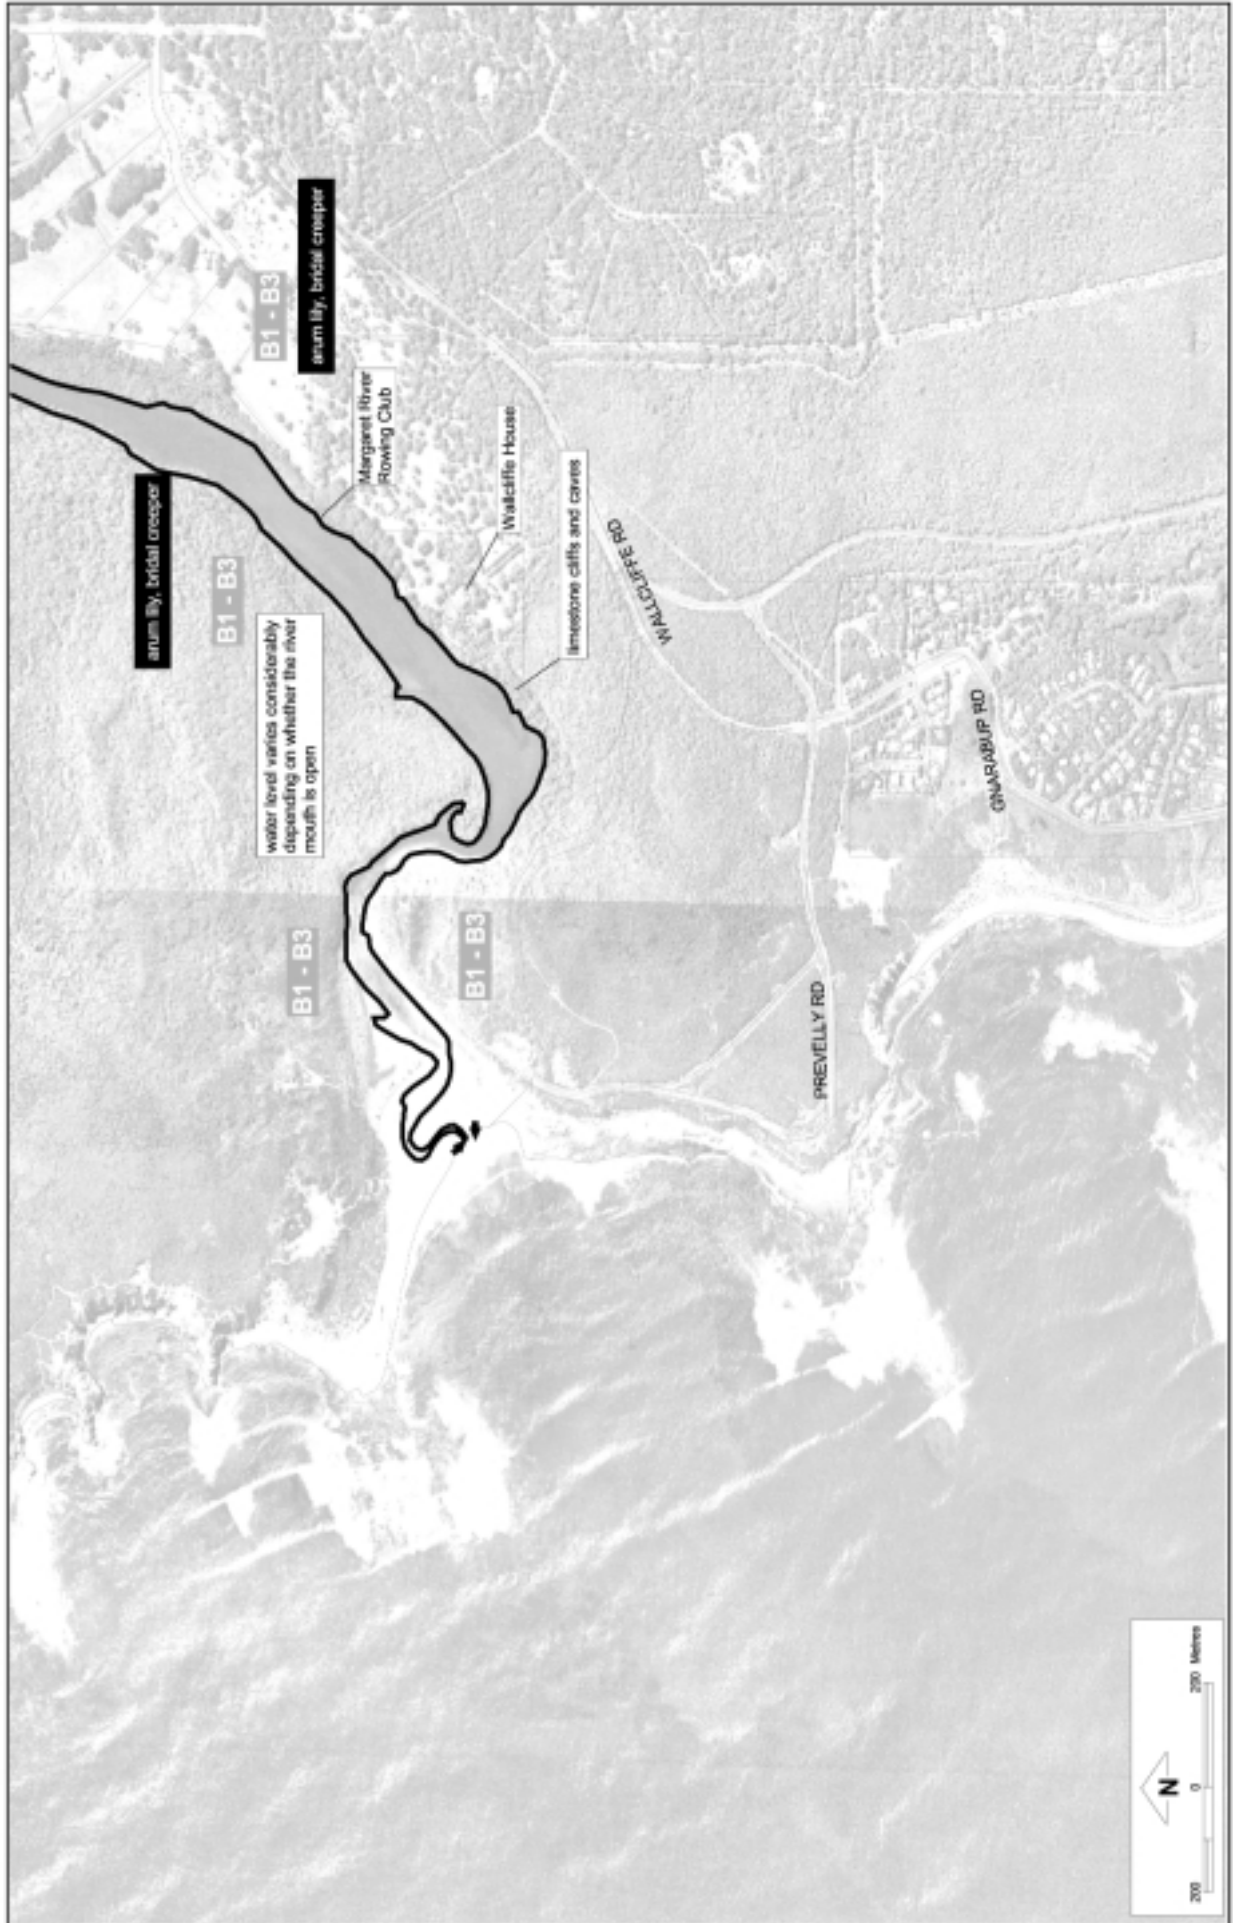 arum lily, bridal creeper
B1 - B3
arum lily, bridal creeper
B1 - B3
Margaret River
Rowing Club
Wallcliffe House
limestone cliffs and caves
water level varies considerably
depending on whether the river
mouth is open
WALLCLIFFE RD
B1 - B3
B1 - B3
GNARABUP RD
PREVELLY RD
N
200 0 200 Metres